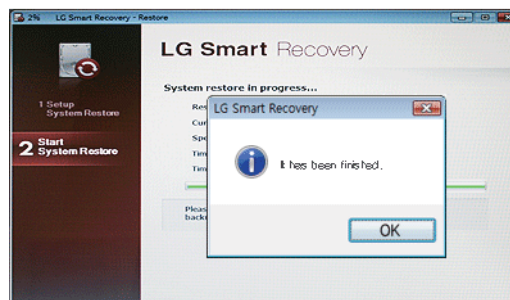 2% LG Smart Recovery - Restore
LG Smart Recovery
1 Setup
System Restore
2 Start
System Restore
System restore in progress...
LG Smart Recovery
It has been finished.
OK